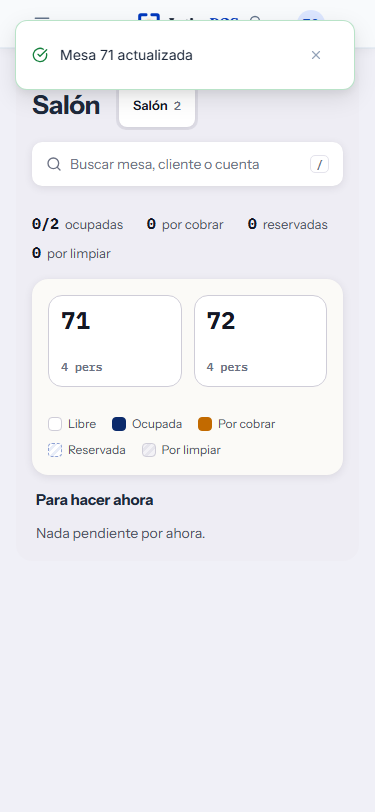 Mesa 71 actualizada
Salón
Salón 2
Buscar mesa, cliente o cuenta /
0/2 ocupadas 0 por cobrar 0 reservadas
0 por limpiar
71 72
4 pers 4 pers
Libre Ocupada Por cobrar
Reservada Por limpiar
Para hacer ahora
Nada pendiente por ahora.